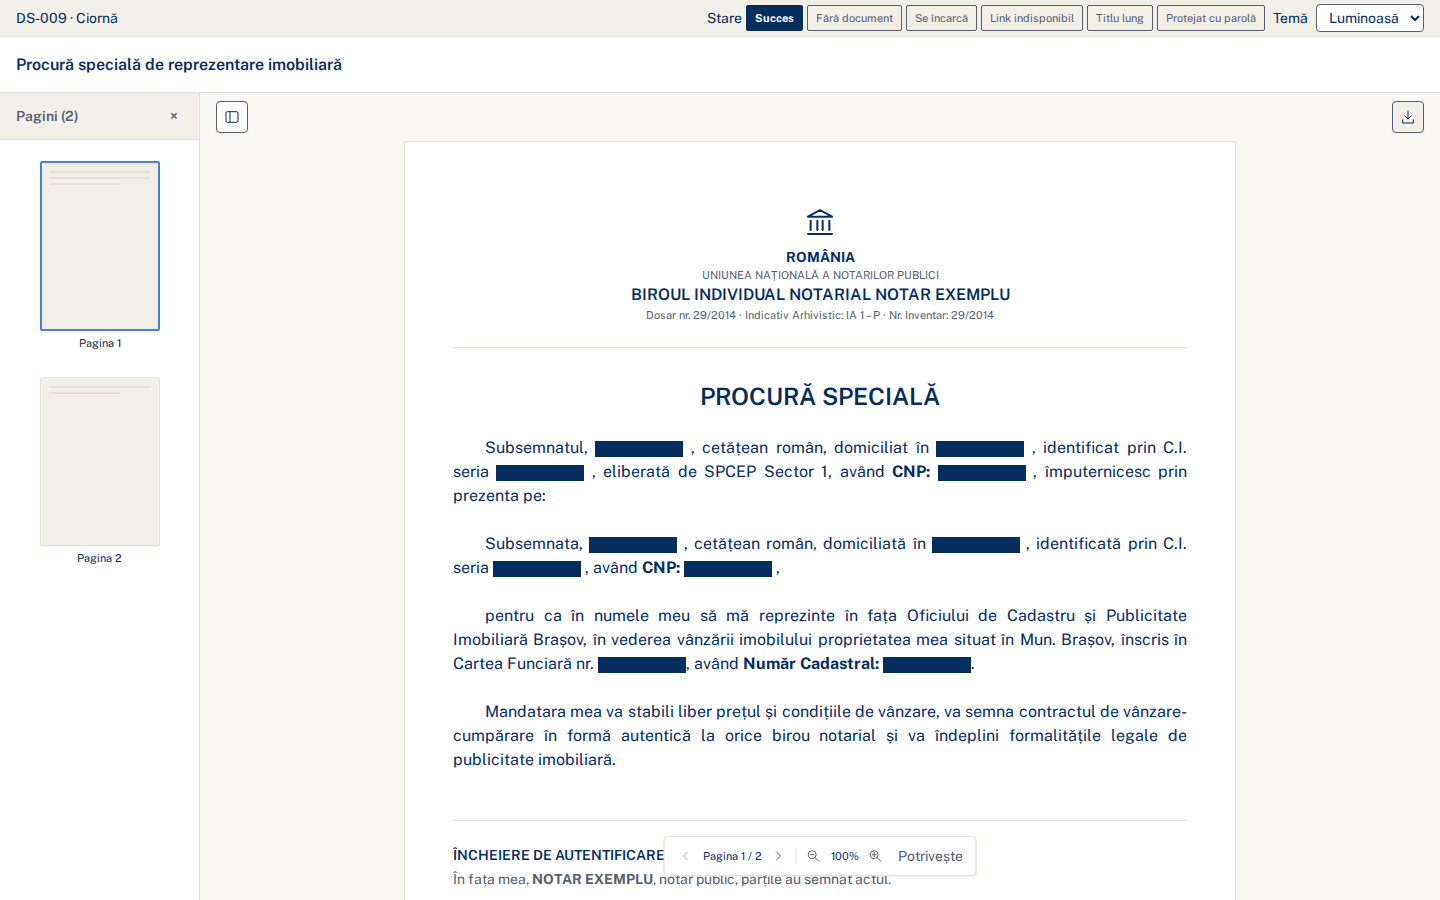 DS-009 · Ciornă
Stare Succes Fără document Se încarcă Link indisponibil Titlu lung Protejat cu parolă Temă Luminoasă
Procură specială de reprezentare imobiliară
Pagini (2) ×
Pagina 1
Pagina 2
ROMÂNIA
UNIUNEA NAȚIONALĂ A NOTARILOR PUBLICI
BIROUL INDIVIDUAL NOTARIAL NOTAR EXEMPLU
Dosar nr. 29/2014 · Indicativ Arhivistic: IA 1–P · Nr. Inventar: 29/2014
PROCURĂ SPECIALĂ
Subsemnatul, , cetățean român, domiciliat în , identificat prin C.I.
seria , eliberată de SPCEP Sector 1, având CNP: , împuternicesc prin
prezenta pe:
Subsemnata, , cetățean român, domiciliată în , identificată prin C.I.
seria , având CNP: ,
pentru ca în numele meu să mă reprezinte în fața Oficiului de Cadastru și Publicitate
Imobiliară Brașov, în vederea vânzării imobilului proprietatea mea situat în Mun. Brașov, înscris în
Cartea Funciară nr. , având Număr Cadastral: .
Mandatara mea va stabili liber prețul și condițiile de vânzare, va semna contractul de vânzare-
cumpărare în formă autentică la orice birou notarial și va îndeplini formalitățile legale de
publicitate imobiliară.
ÎNCHEIERE DE AUTENTIFICARE
În fața mea, NOTAR EXEMPLU, notar public, părțile au semnat actul.
Pagina 1 / 2 100% Potrivește